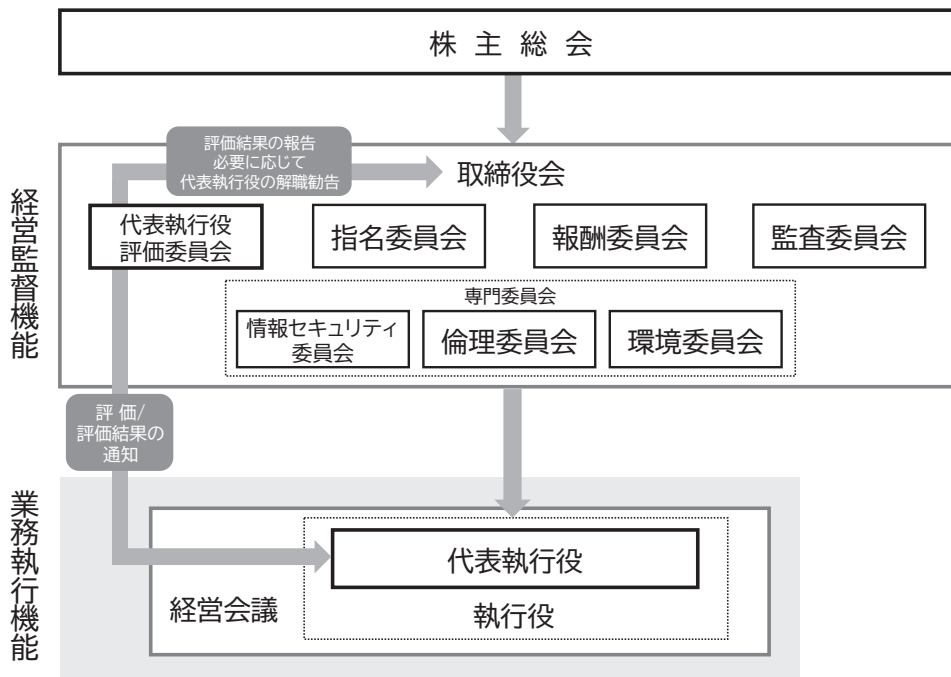 株主総会
評価結果の報告
必要に応じて
代表執行役の解職勧告
取締役会
経営監督機能
代表執行役
評価委員会
指名委員会
報酬委員会
監査委員会
専門委員会
情報セキュリティ
委員会
倫理委員会
環境委員会
評価/
評価結果の
通知
業務執行機能
代表執行役
経営会議
執行役